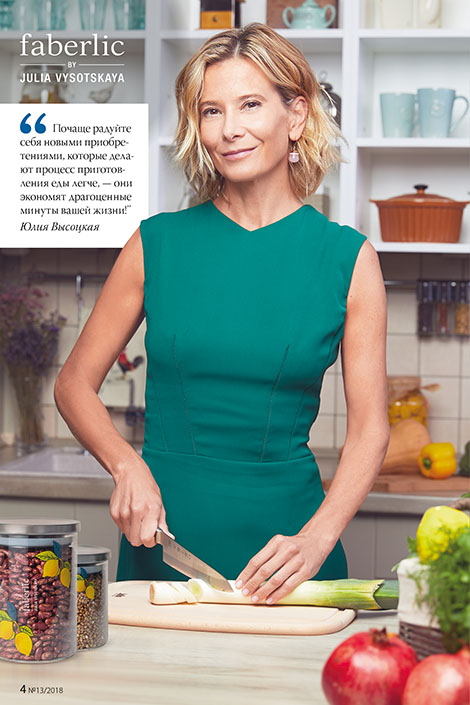 faberlic
BY
JULIA VYSOTSKAYA
“ Почаще радуйте
себя новыми приобре-
тениями, которые дела-
ют процесс приготов-
ления еды легче, — они
экономят драгоценные
минуты вашей жизни!”
Юлия Высоцкая
faberlic
4 №13/2018